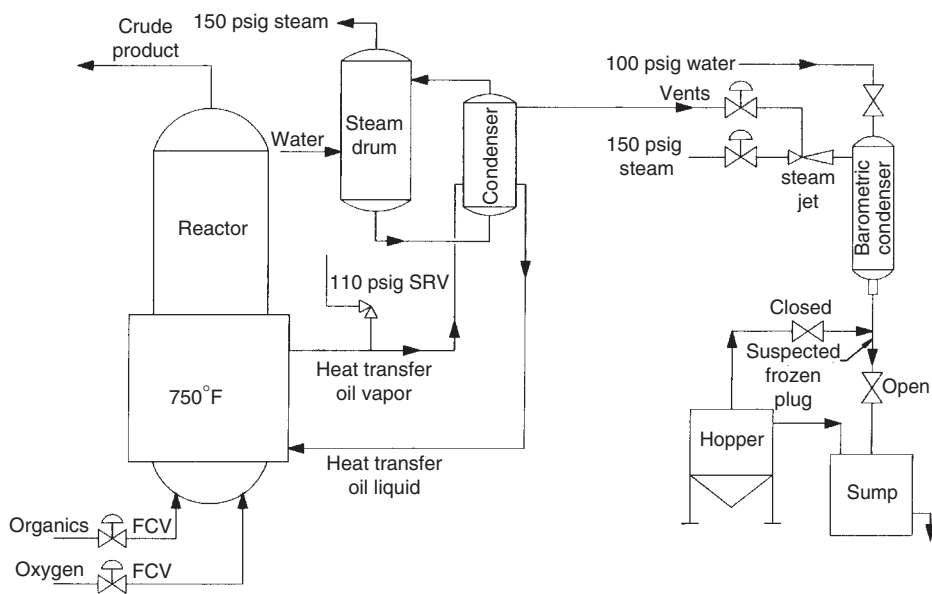 150 psig steam
Crude
product
100 psig water
Vents
Water
Steam
drum
Condenser
150 psig
steam
steam
jet
Barometric
condenser
Reactor
110 psig SRV
Closed
Suspected
frozen
plug
Open
Heat transfer
oil vapor
750°F
Hopper
Heat transfer
oil liquid
Sump
Organics
FCV
Oxygen
FCV